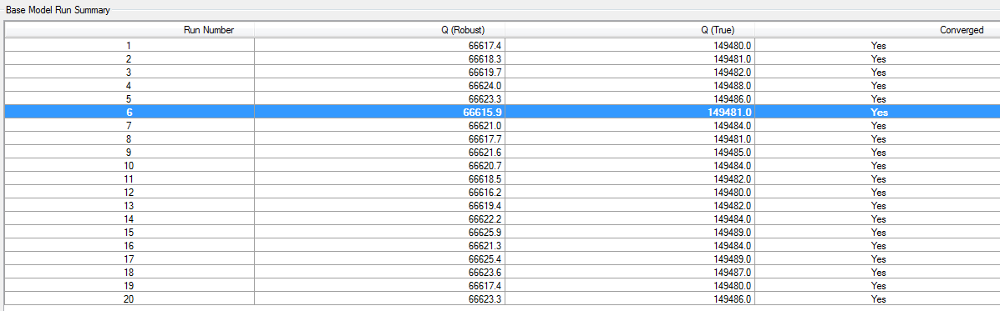 Base Model Run Summary
Run Number Q (Robust) Q (True) Converged
1 66617.4 149480.0 Yes
2 66618.3 149481.0 Yes
3 66619.7 149482.0 Yes
4 66624.0 149488.0 Yes
5 66623.3 149486.0 Yes
6 66615.9 149481.0 Yes
7 66621.0 149484.0 Yes
8 66617.7 149481.0 Yes
9 66621.6 149485.0 Yes
10 66620.7 149484.0 Yes
11 66618.5 149482.0 Yes
12 66616.2 149480.0 Yes
13 66619.4 149482.0 Yes
14 66622.2 149484.0 Yes
15 66625.9 149489.0 Yes
16 66621.3 149484.0 Yes
17 66625.4 149489.0 Yes
18 66623.6 149487.0 Yes
19 66617.4 149480.0 Yes
20 66623.3 149486.0 Yes